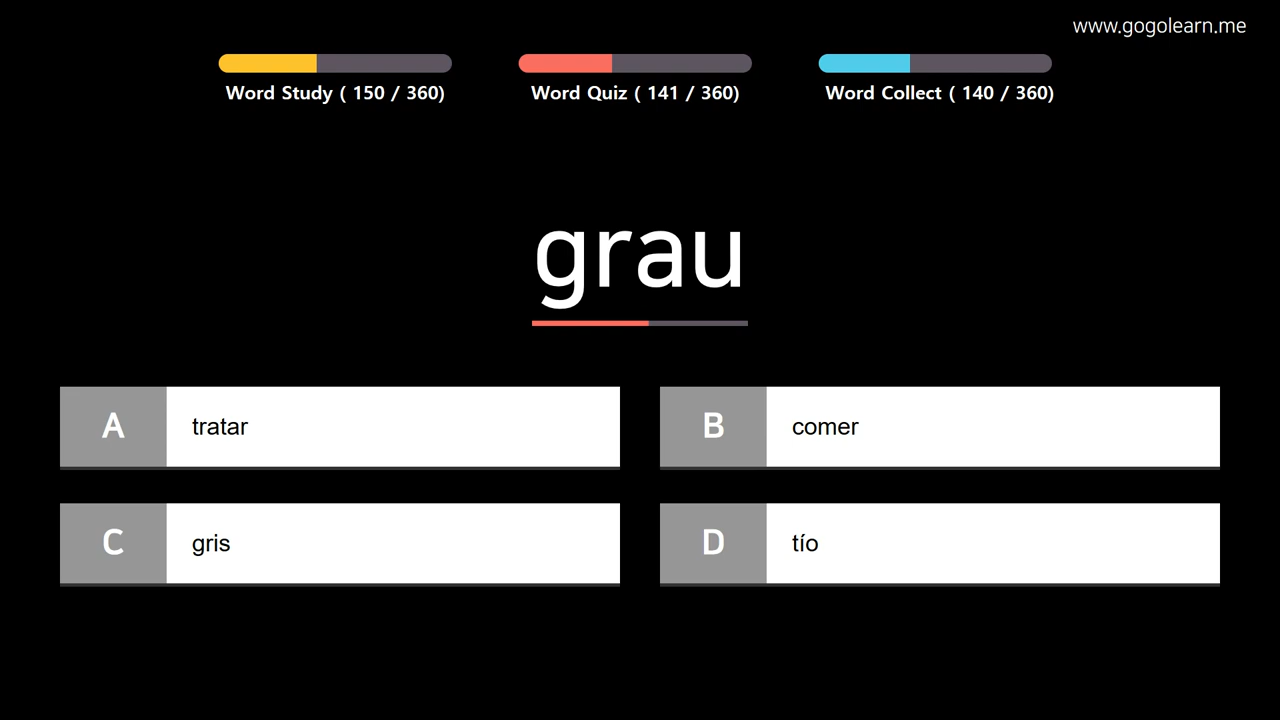 www.gogolearn.me
Word Study ( 150 / 360)
Word Quiz ( 141 / 360)
Word Collect ( 140 / 360)
grau
A tratar
B comer
C gris
D tío